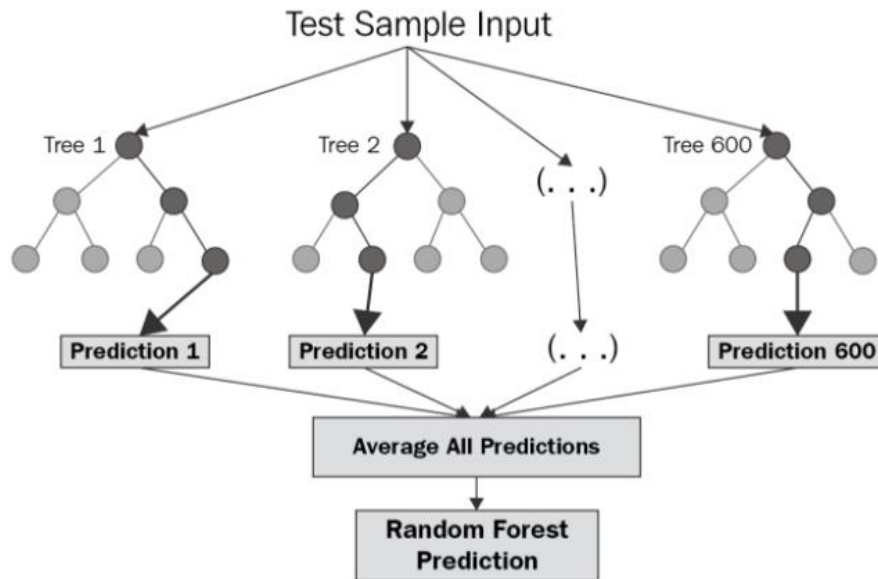 Test Sample Input
Tree 1
Tree 2
Tree 600
(. . .)
Prediction 1
Prediction 2
(. . .)
Prediction 600
Average All Predictions
Random Forest
Prediction